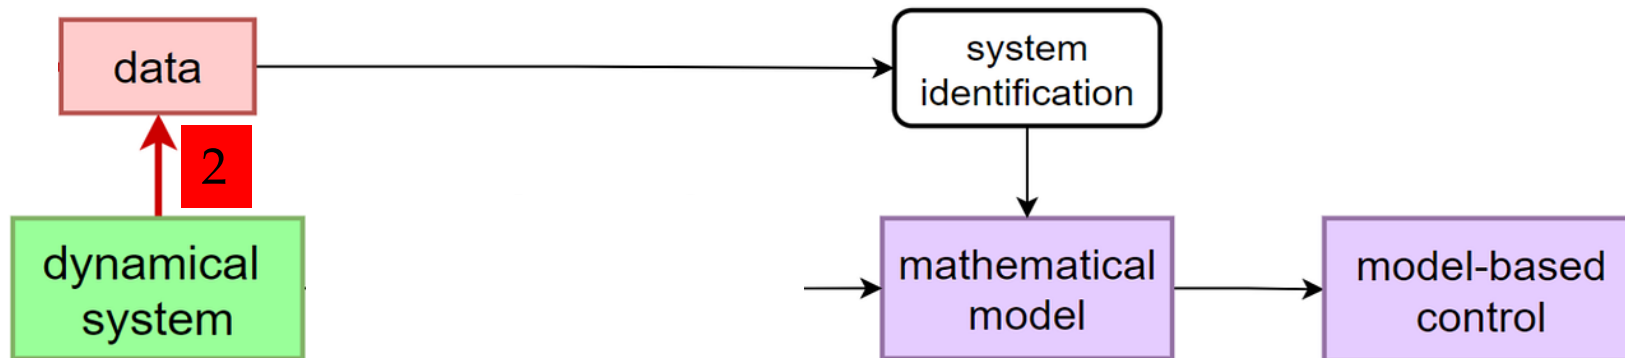 data
system
identification
2
dynamical
system
mathematical
model
model-based
control